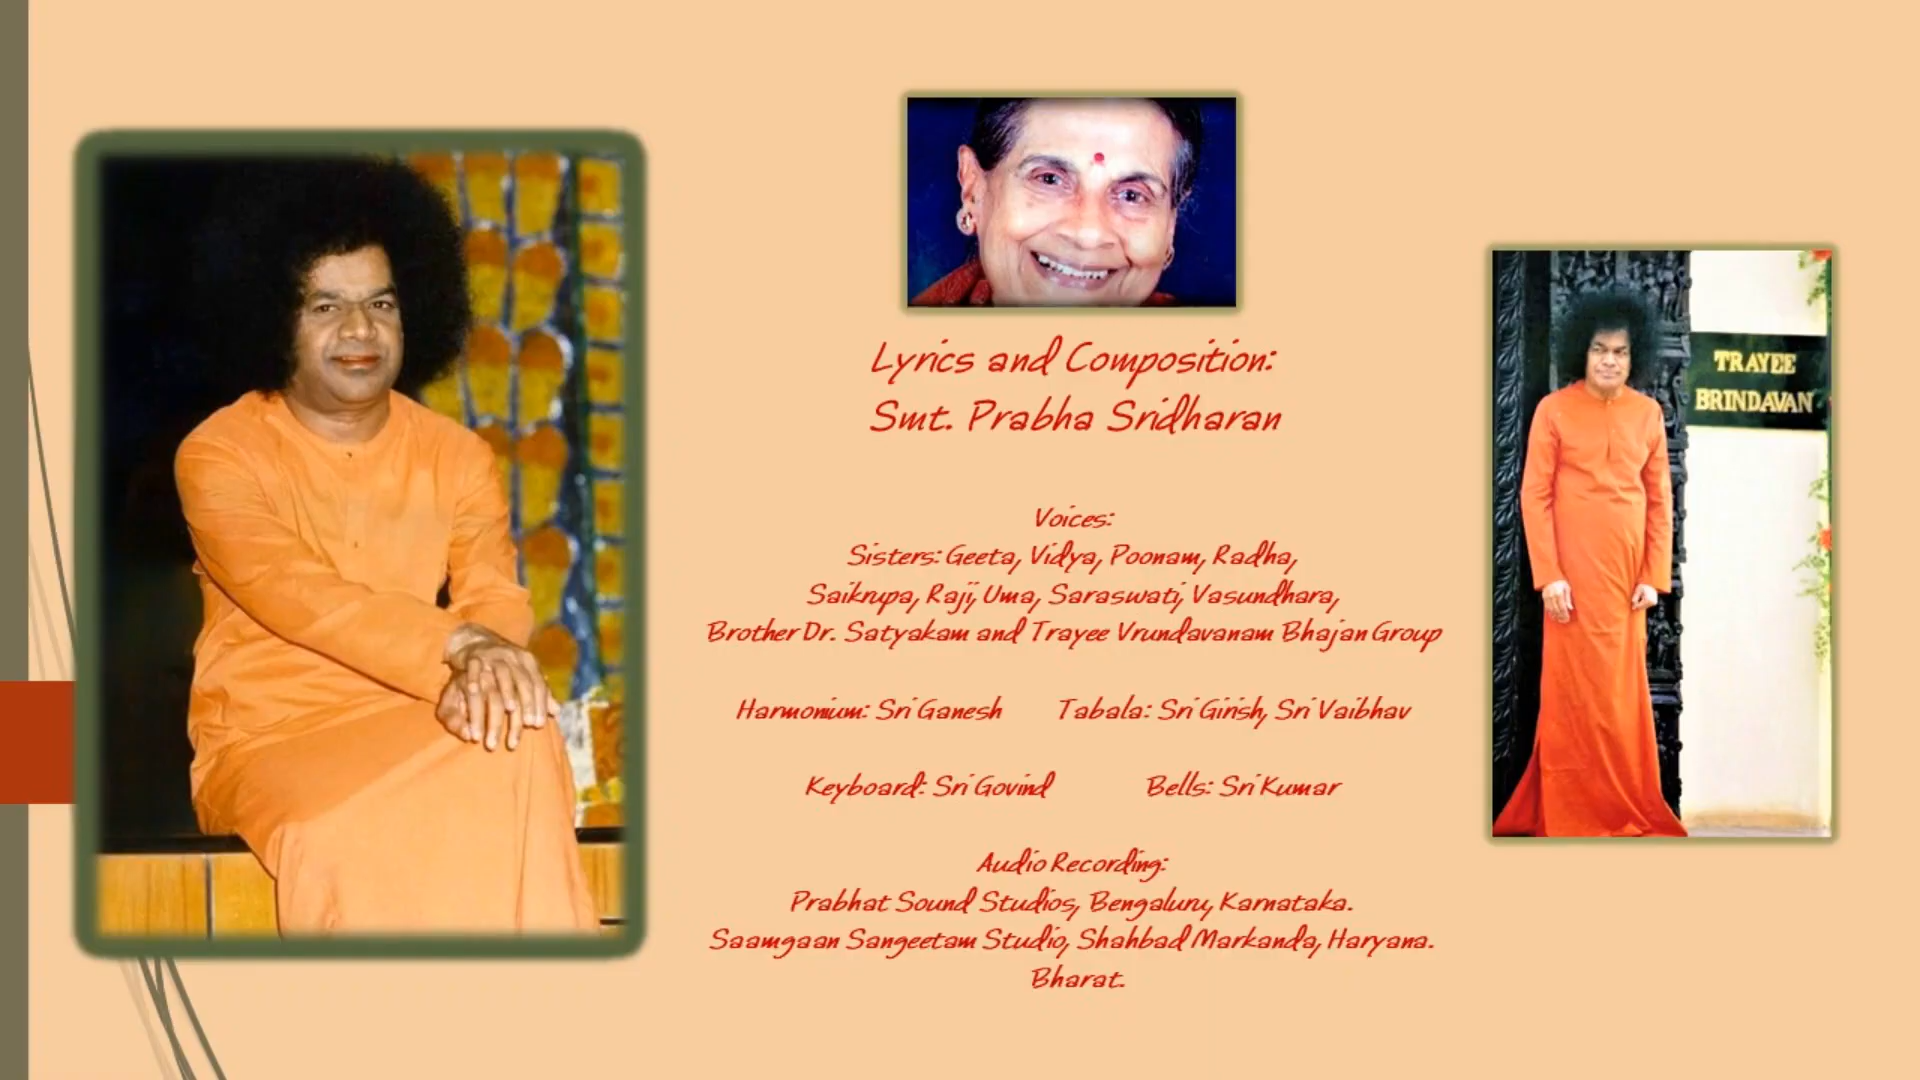 Lyrics and Composition:
Smt. Prabha Sridharan
Voices:
Sisters: Geeta, Vidya, Poonam, Radha,
Saikrupa, Raji, Uma, Saraswati, Vasundhara,
Brother Dr. Satyakam and Trayee Vrundavanam Bhajan Group
Harmonium: Sri Ganesh Tabala: Sri Girish, Sri Vaibhav
Keyboard: Sri Govind Bells: Sri Kumar
Audio Recording:
Prabhat Sound Studios, Bengaluru, Karnataka.
Saamgaan Sangeetam Studio, Shahbad Markanda, Haryana.
Bharat.
TRAYEE
BRINDAVAN